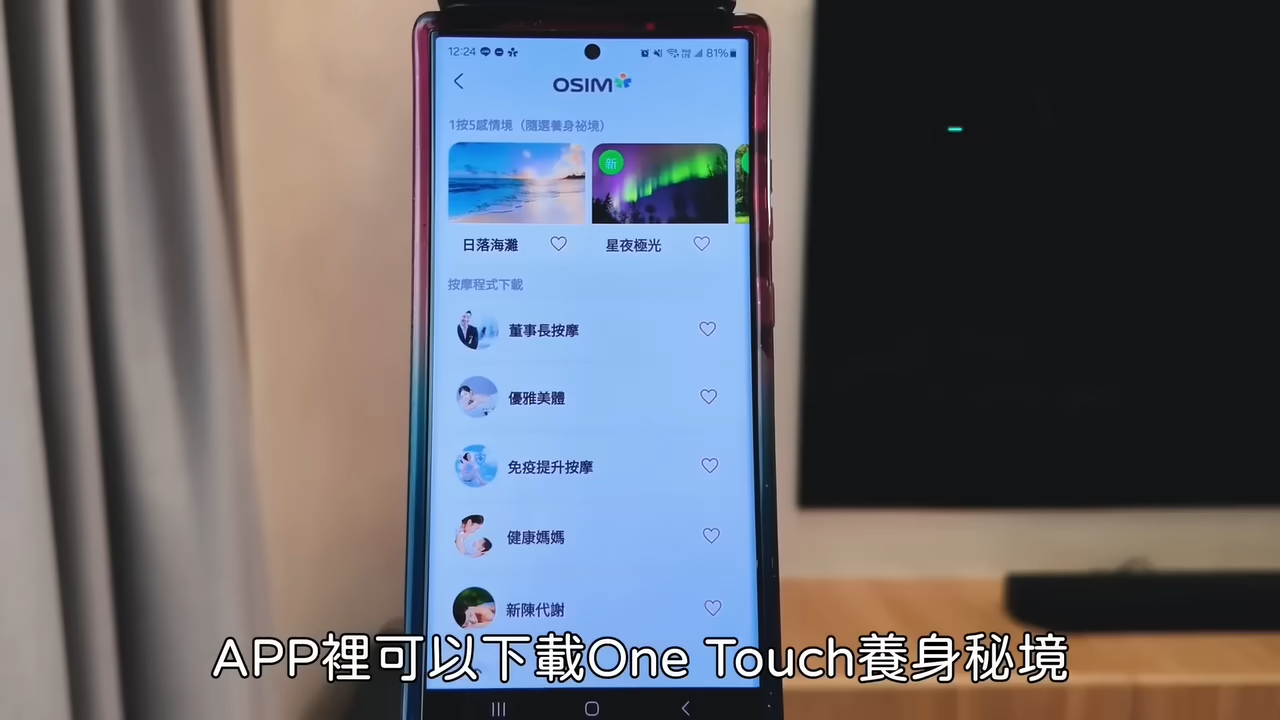 12:24
81%
OSIM
1按5感情境（隨選養身祕境）
新
日落海灘
星夜極光
按摩程式下載
董事長按摩
優雅美體
免疫提升按摩
健康媽媽
新陳代謝
APP裡可以下載One Touch養身秘境